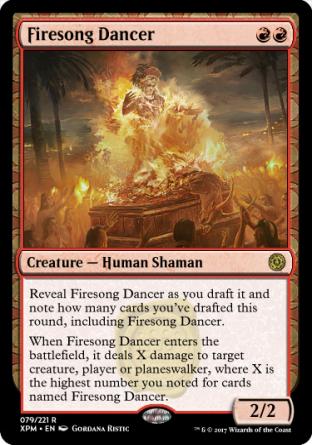 Firesong Dancer
Creature — Human Shaman
Reveal Firesong Dancer as you draft it and
note how many cards you've drafted this
round, including Firesong Dancer.
When Firesong Dancer enters the
battlefield, it deals X damage to target
creature, player or planeswalker, where X is
the highest number you noted for cards
named Firesong Dancer.
2/2
079/221 R
XPM • EN GORDANA RISTIC
™ & © 2017 Wizards of the Coast